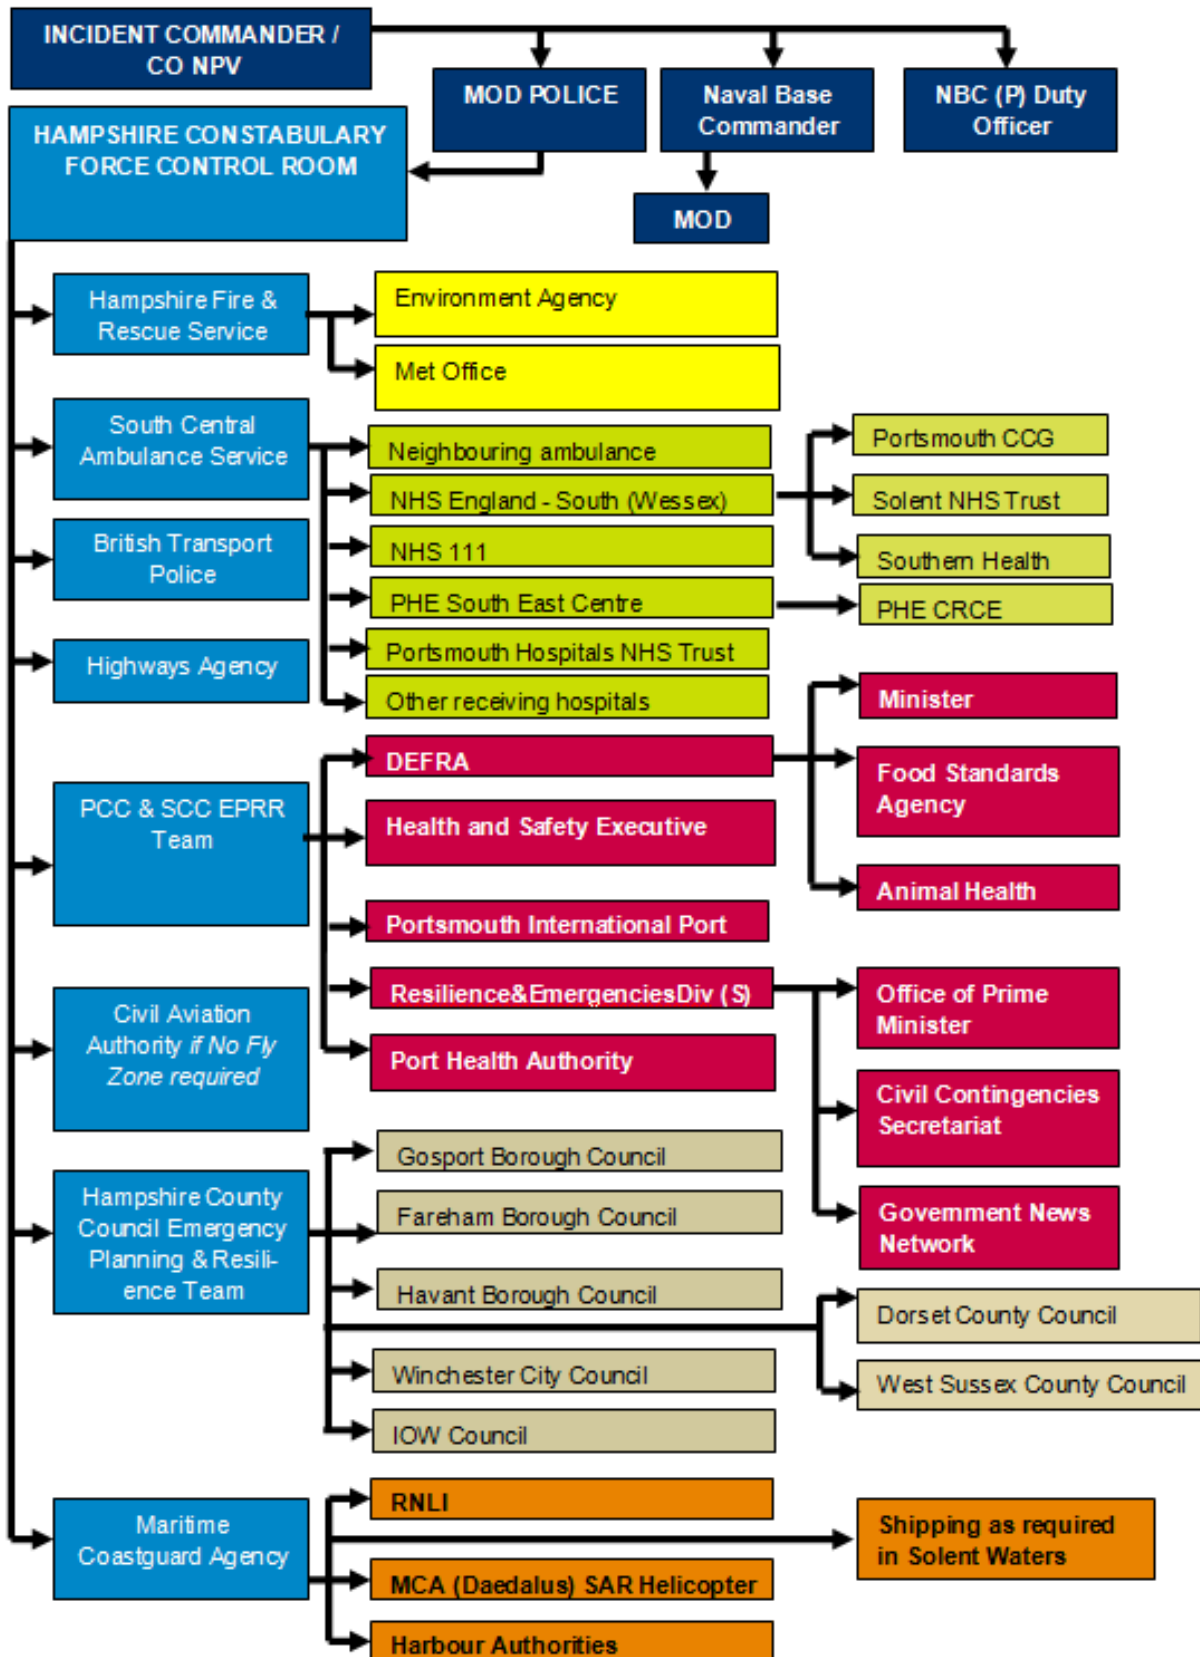 INCIDENT COMMANDER /
CO NPV
MOD POLICE
Naval Base
Commander
NBC (P) Duty
Officer
HAMPSHIRE CONSTABULARY
FORCE CONTROL ROOM
MOD
Hampshire Fire &
Rescue Service
Environment Agency
Met Office
South Central
Ambulance Service
Neighbouring ambulance
NHS England - South (Wessex)
NHS 111
PHE South East Centre
Portsmouth Hospitals NHS Trust
Other receiving hospitals
Portsmouth CCG
Solent NHS Trust
Southern Health
PHE CRCE
British Transport
Police
Highways Agency
PCC & SCC EPRR
Team
DEFRA
Health and Safety Executive
Portsmouth International Port
Resilience&EmergenciesDiv (S)
Port Health Authority
Minister
Food Standards
Agency
Animal Health
Office of Prime
Minister
Civil Contingencies
Secretariat
Government News
Network
Civil Aviation
Authority if No Fly
Zone required
Hampshire County
Council Emergency
Planning & Resili-
ence Team
Gosport Borough Council
Fareham Borough Council
Havant Borough Council
Winchester City Council
IOW Council
Dorset County Council
West Sussex County Council
Maritime
Coastguard Agency
RNLI
MCA (Daedalus) SAR Helicopter
Harbour Authorities
Shipping as required
in Solent Waters